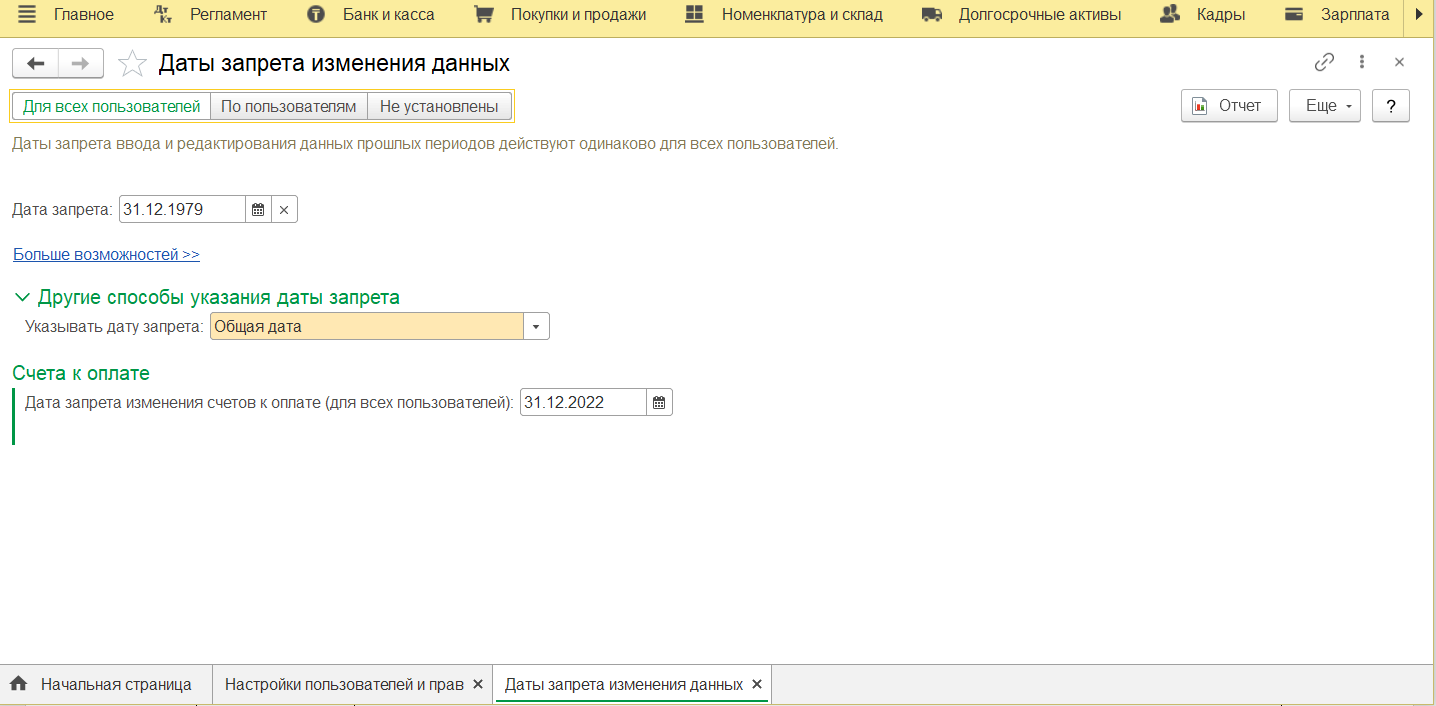 Главное Регламент Банк и касса Покупки и продажи Номенклатура и склад Долгосрочные активы Кадры Зарплата
Даты запрета изменения данных
Для всех пользователей По пользователям Не установлены Отчет Еще ?
Даты запрета ввода и редактирования данных прошлых периодов действуют одинаково для всех пользователей.
Дата запрета: 31.12.1979
Больше возможностей >>
Другие способы указания даты запрета
Указывать дату запрета: Общая дата
Счета к оплате
Дата запрета изменения счетов к оплате (для всех пользователей): 31.12.2022
Начальная страница Настройки пользователей и прав Даты запрета изменения данных